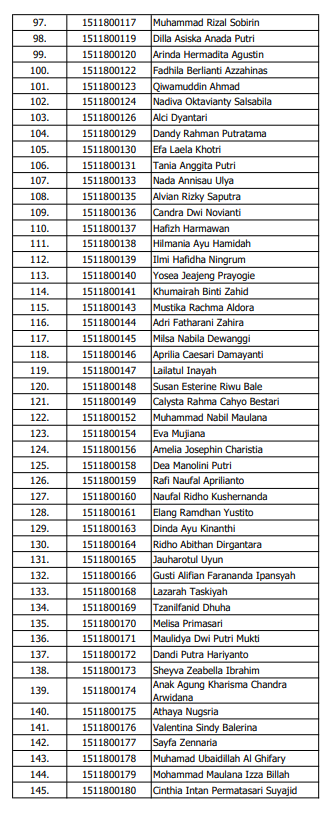 97. 1511800117 Muhammad Rizal Sobirin
98. 1511800119 Dilla Asiska Anada Putri
99. 1511800120 Arinda Hermadita Agustin
100. 1511800122 Fadhila Berlianti Azzahinas
101. 1511800123 Qiwamuddin Ahmad
102. 1511800124 Nadiva Oktavianty Salsabila
103. 1511800126 Alci Dyantari
104. 1511800129 Dandy Rahman Putratama
105. 1511800130 Efa Laela Khotri
106. 1511800131 Tania Anggita Putri
107. 1511800133 Nada Annisau Ulya
108. 1511800135 Alvian Rizky Saputra
109. 1511800136 Candra Dwi Novianti
110. 1511800137 Hafizh Harmawan
111. 1511800138 Hilmania Ayu Hamidah
112. 1511800139 Ilmi Hafidha Ningrum
113. 1511800140 Yosea Jeajeng Prayogie
114. 1511800141 Khumairah Binti Zahid
115. 1511800143 Mustika Rachma Aldora
116. 1511800144 Adri Fatharani Zahira
117. 1511800145 Milsa Nabila Dewanggi
118. 1511800146 Aprilia Caesari Damayanti
119. 1511800147 Lailatul Inayah
120. 1511800148 Susan Esterine Riwu Bale
121. 1511800149 Calysta Rahma Cahyo Bestari
122. 1511800152 Muhammad Nabil Maulana
123. 1511800154 Eva Mujiana
124. 1511800156 Amelia Josephin Charistia
125. 1511800158 Dea Manolini Putri
126. 1511800159 Rafi Naufal Aprilianto
127. 1511800160 Naufal Ridho Kushernanda
128. 1511800161 Elang Ramdhan Yustito
129. 1511800163 Dinda Ayu Kinanthi
130. 1511800164 Ridho Abithan Dirgantara
131. 1511800165 Jauharotul Uyun
132. 1511800166 Gusti Alifian Farananda Ipansyah
133. 1511800168 Lazarah Taskiyah
134. 1511800169 Tzanilfanid Dhuha
135. 1511800170 Melisa Primasari
136. 1511800171 Maulidya Dwi Putri Mukti
137. 1511800172 Dandi Putra Hariyanto
138. 1511800173 Sheyva Zeabella Ibrahim
139. 1511800174 Anak Agung Kharisma Chandra
Arwidana
140. 1511800175 Athaya Nugsria
141. 1511800176 Valentina Sindy Balerina
142. 1511800177 Sayfa Zennaria
143. 1511800178 Muhamad Ubaidillah Al Ghifary
144. 1511800179 Mohammad Maulana Izza Billah
145. 1511800180 Cinthia Intan Permatasari Suyajid